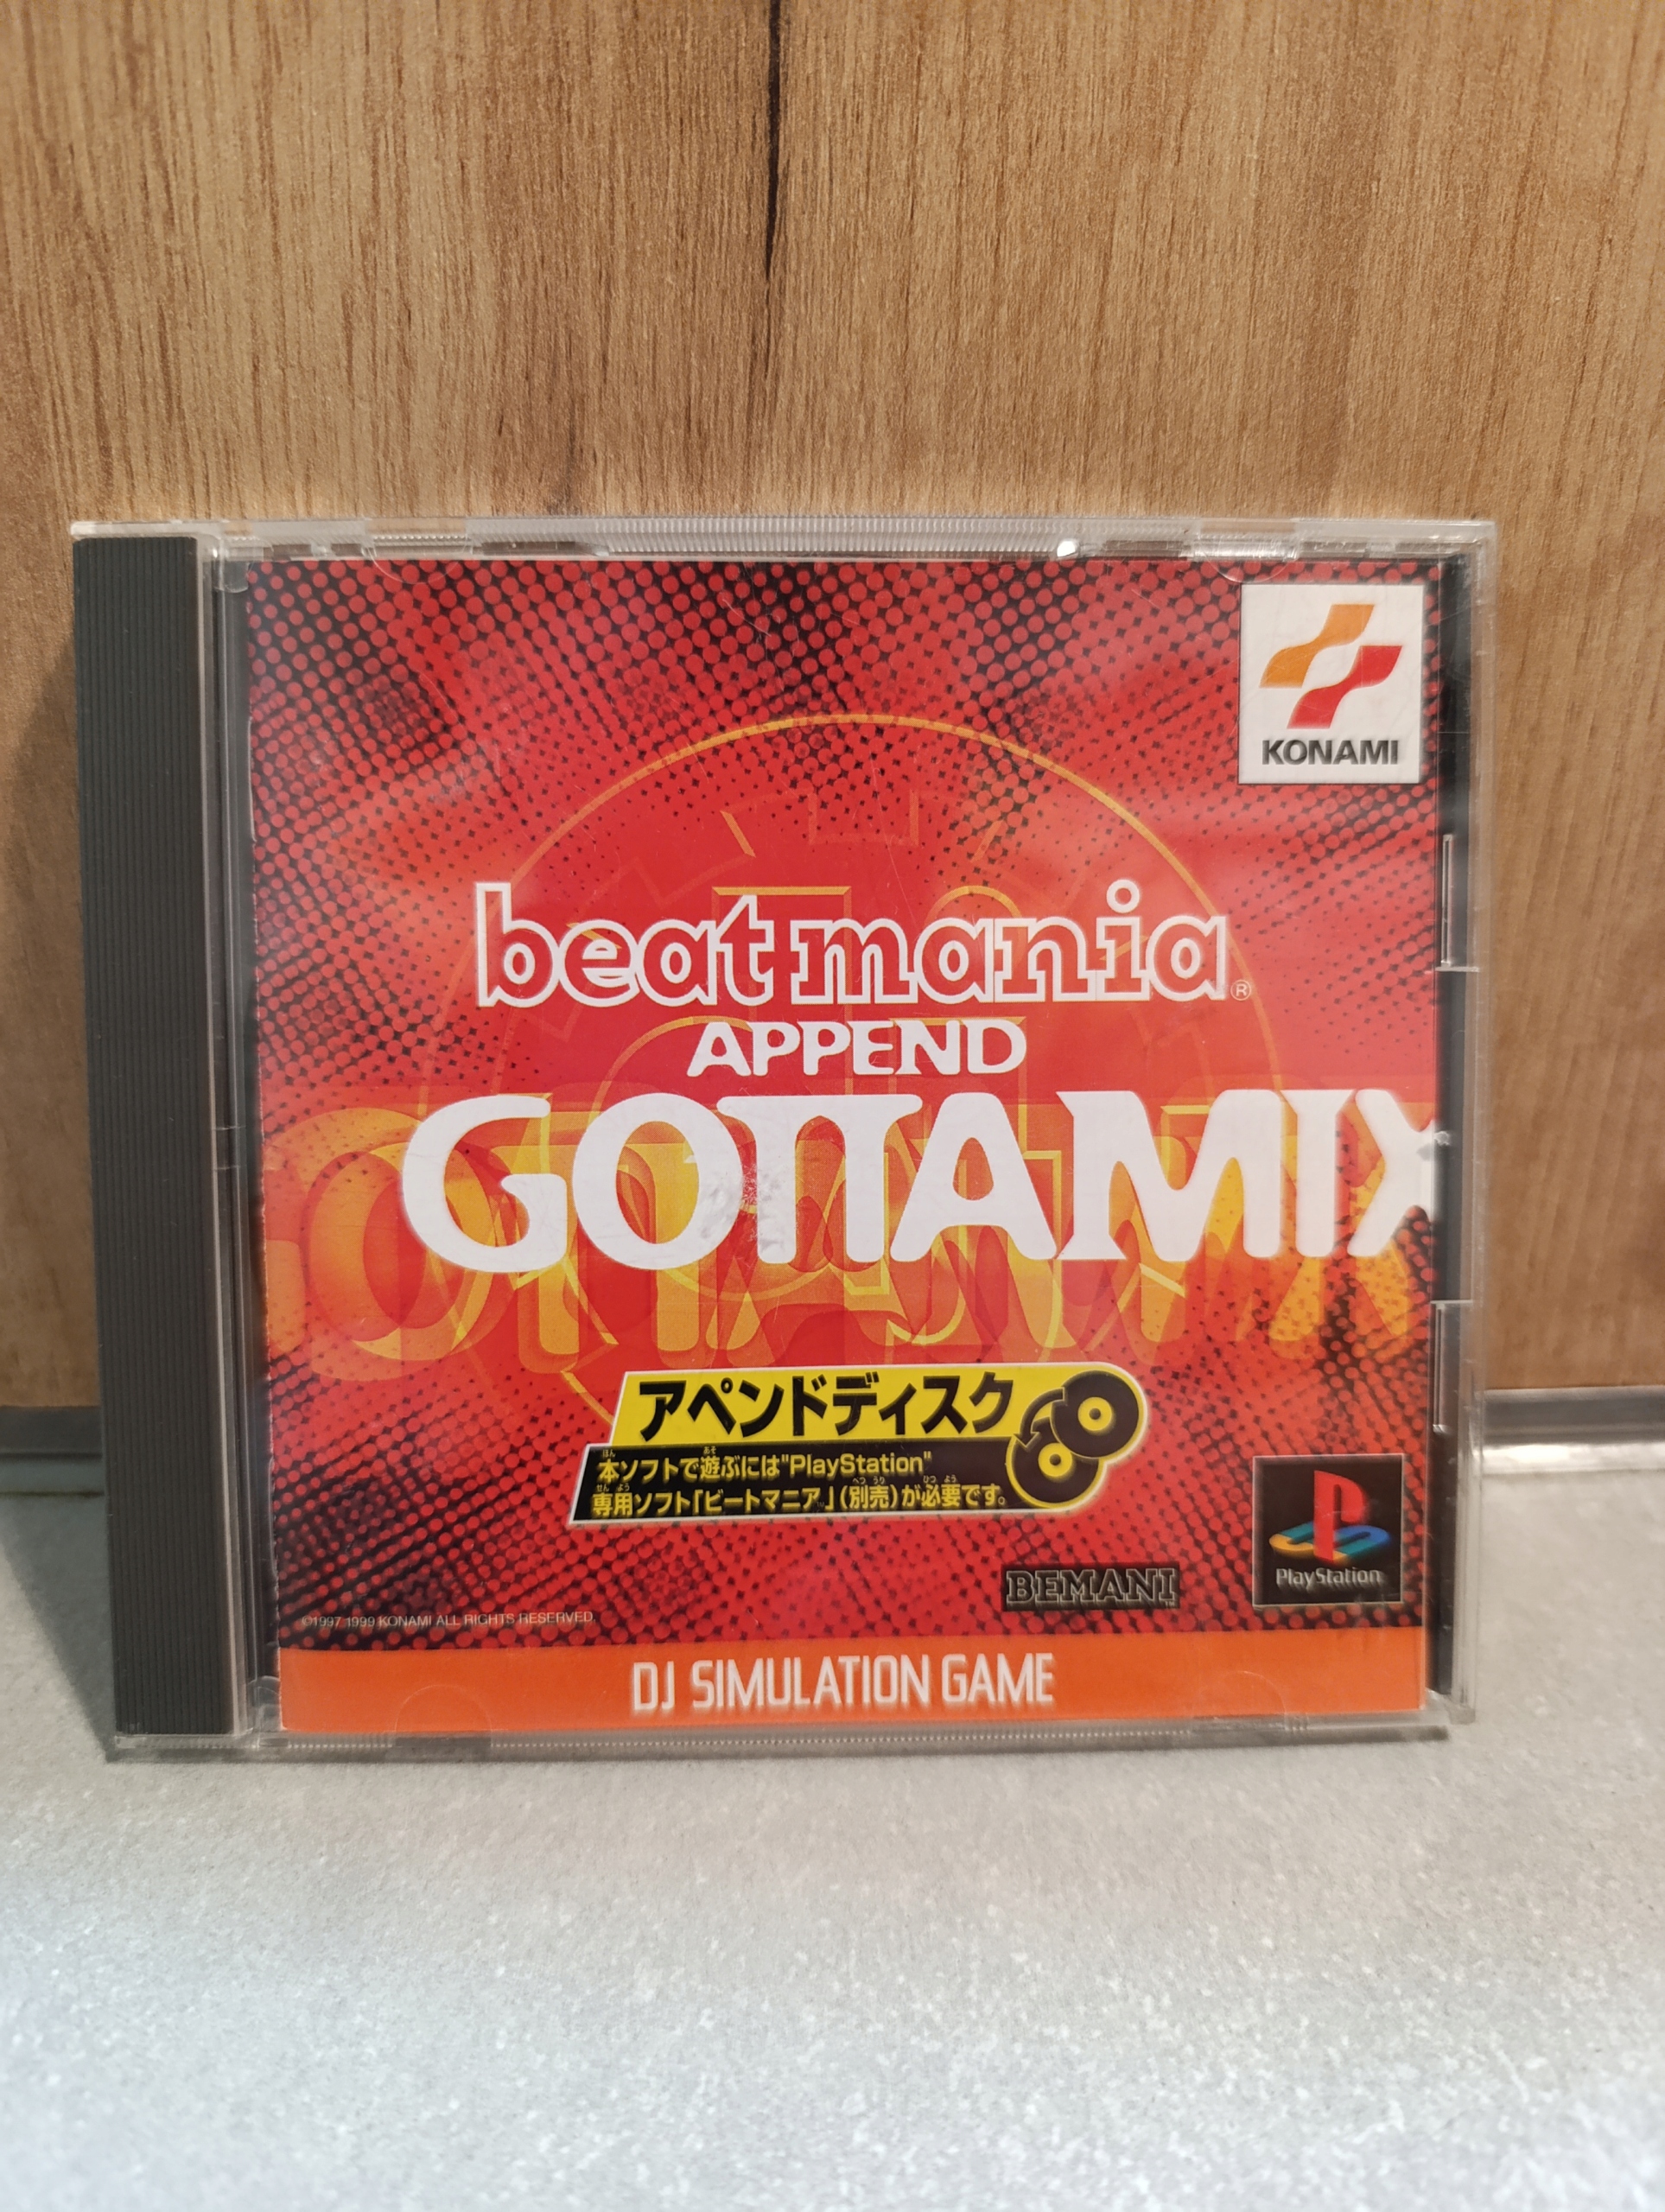 KONAMI
beatmania®
APPEND
GOTTAMIX
アペンドディスク
本ソフトで遊ぶには"PlayStation"
専用ソフト「ビートマニア」(別売)が必要です。
PlayStation
BEMANI
©1997 1999 KONAMI ALL RIGHTS RESERVED.
DJ SIMULATION GAME